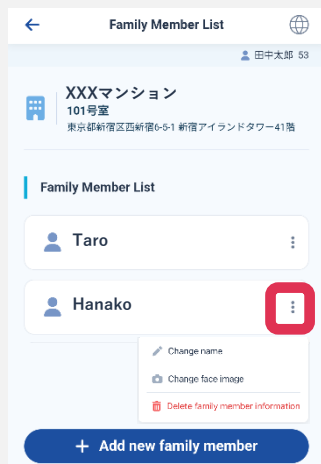 Family Member List
田中太郎 53
XXXマンション
101号室
東京都新宿区西新宿6-5-1 新宿アイランドタワー41階
Family Member List
Taro
Hanako
Change name
Change face image
Delete family member information
+ Add new family member